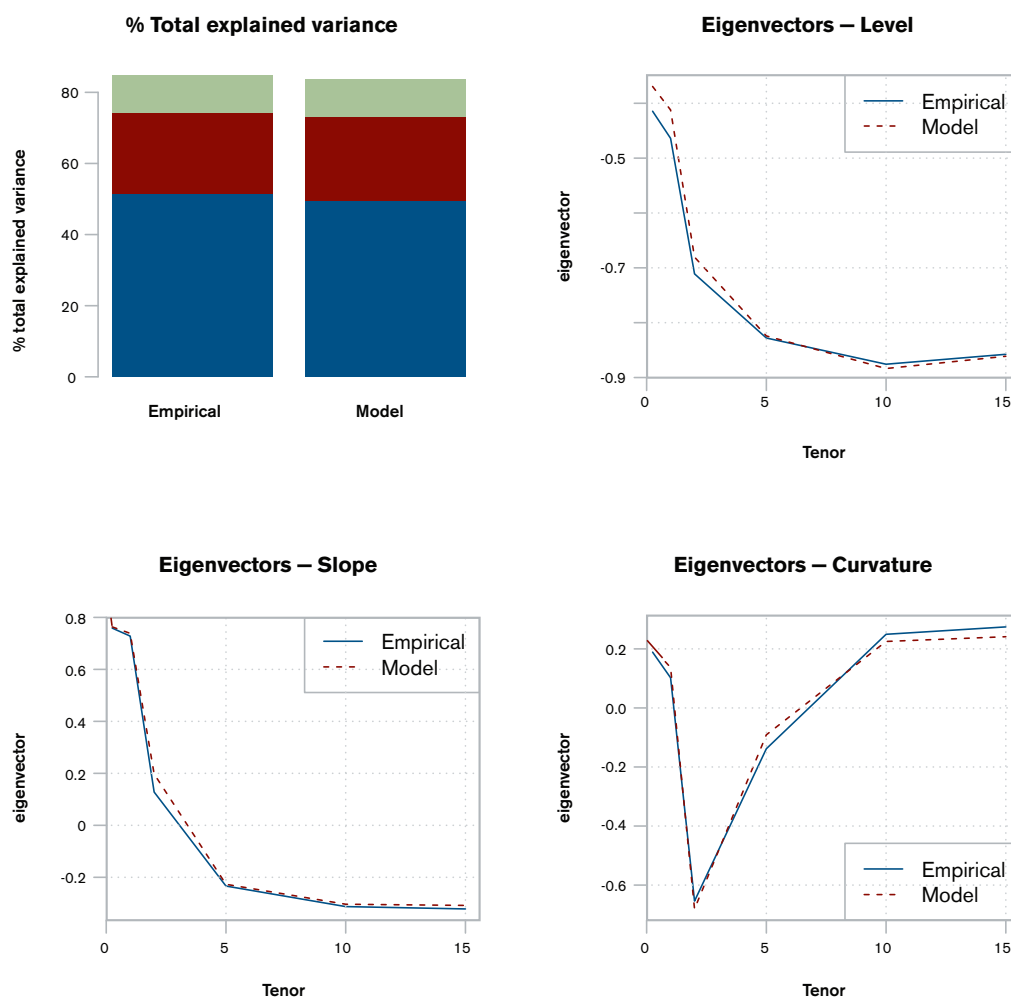 % Total explained variance
% total explained variance
80
60
40
20
0
Empirical
Model
Eigenvectors – Level
eigenvector
-0.5
-0.7
-0.9
Empirical
Model
0
5
10
15
Tenor
Eigenvectors – Slope
eigenvector
0.8
0.6
0.4
0.2
0
-0.2
Empirical
Model
0
5
10
15
Tenor
Eigenvectors – Curvature
eigenvector
0.2
0.0
-0.2
-0.4
-0.6
Empirical
Model
0
5
10
15
Tenor